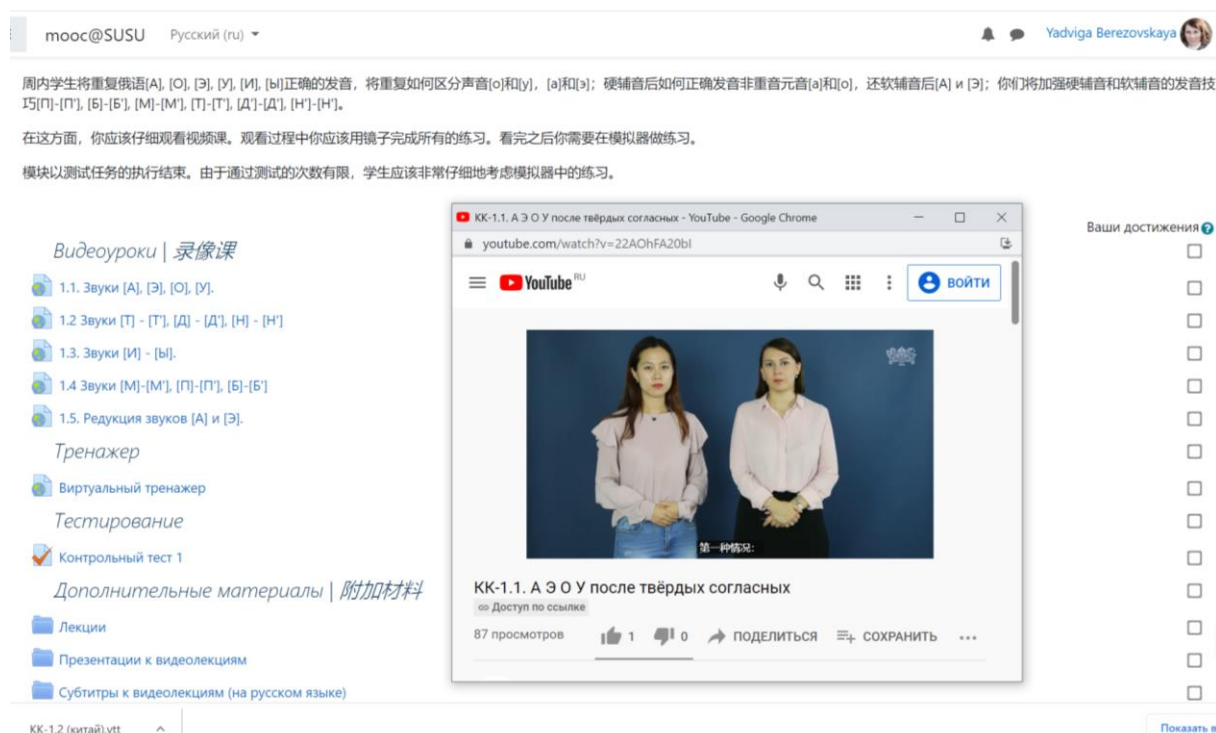 mooc@SUSU Русский (ru)
Yadviga Berezovskaya
周内学生将重复俄语[А], [О], [Э], [У], [И], [Ы]正确的发音，将重复如何区分声音[о]和[у]，[а]和[э]；硬辅音后如何正确发音非重音元音[а]和[о]，还软辅音后[А] и [Э]；你们将加强硬辅音和软辅音的发音技
巧[П]-[П'], [Б]-[Б'], [М]-[М'], [Т]-[Т'], [Д']-[Д'], [Н']-[Н']。
在这方面，你应该仔细观看视频课。观看过程中你应该用镜子完成所有的练习。看完之后你需要在模拟器做练习。
模块以测试任务的执行结束。由于通过测试的次数有限，学生应该非常仔细地考虑模拟器中的练习。
Ваши достижения
Видеоуроки | 录像课
1.1. Звуки [А], [Э], [О], [У].
1.2 Звуки [Т] - [Т'], [Д] - [Д'], [Н] - [Н']
1.3. Звуки [И] - [Ы].
1.4 Звуки [М]-[М'], [П]-[П'], [Б]-[Б']
1.5. Редукция звуков [А] и [Э].
Тренажер
Виртуальный тренажер
Тестирование
Контрольный тест 1
Дополнительные материалы | 附加材料
Лекции
Презентации к видеолекциям
Субтитры к видеолекциям (на русском языке)
КК-1.1. А Э О У после твёрдых согласных - YouTube - Google Chrome
youtube.com/watch?v=22AOhFA20bI
YouTube RU
ВОЙТИ
第一种情况:
КК-1.1. А Э О У после твёрдых согласных
Доступ по ссылке
87 просмотров 1 0 ПОДЕЛИТЬСЯ СОХРАНИТЬ
КК-1.2 (китай).vtt
Показать в